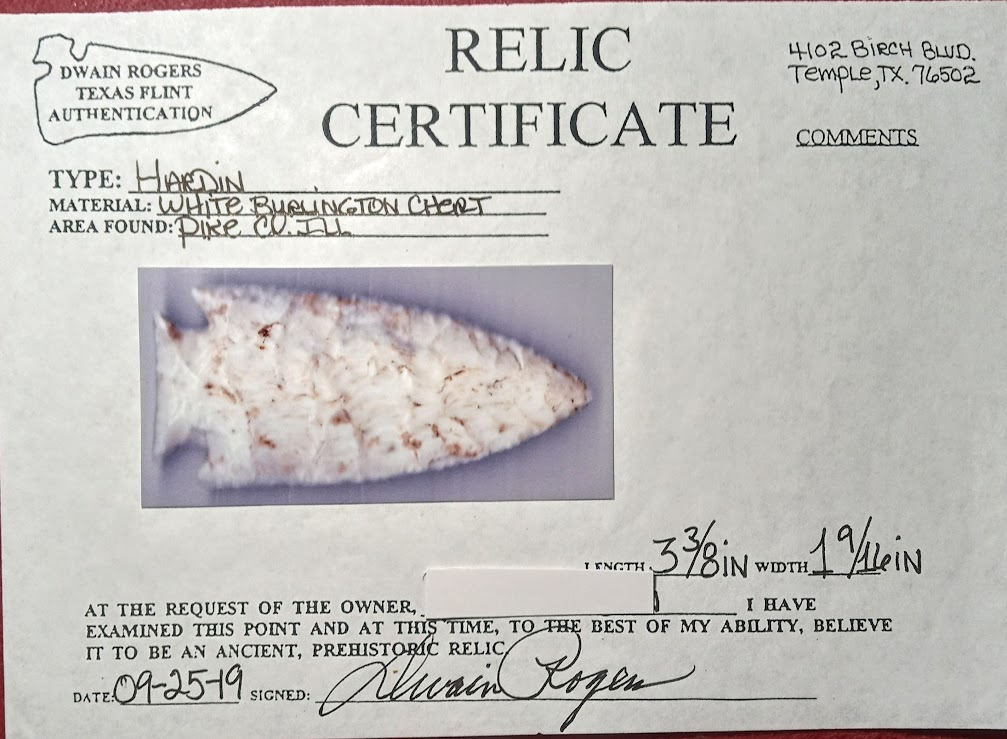 DWAIN ROGERS
TEXAS FLINT
AUTHENTICATION
RELIC
CERTIFICATE
4102 BIRCH BLVD.
Temple, TX. 76502
COMMENTS
TYPE: HARDIN
MATERIAL: WHITE BURLINGTON CHERT
AREA FOUND: PIKE CO. ILL
LENGTH 3 3/8 IN WIDTH 1 9/16 IN
AT THE REQUEST OF THE OWNER, I HAVE
EXAMINED THIS POINT AND AT THIS TIME, TO THE BEST OF MY ABILITY, BELIEVE
IT TO BE AN ANCIENT, PREHISTORIC RELIC
DATE: 09-25-19 SIGNED: Dwain Rogers